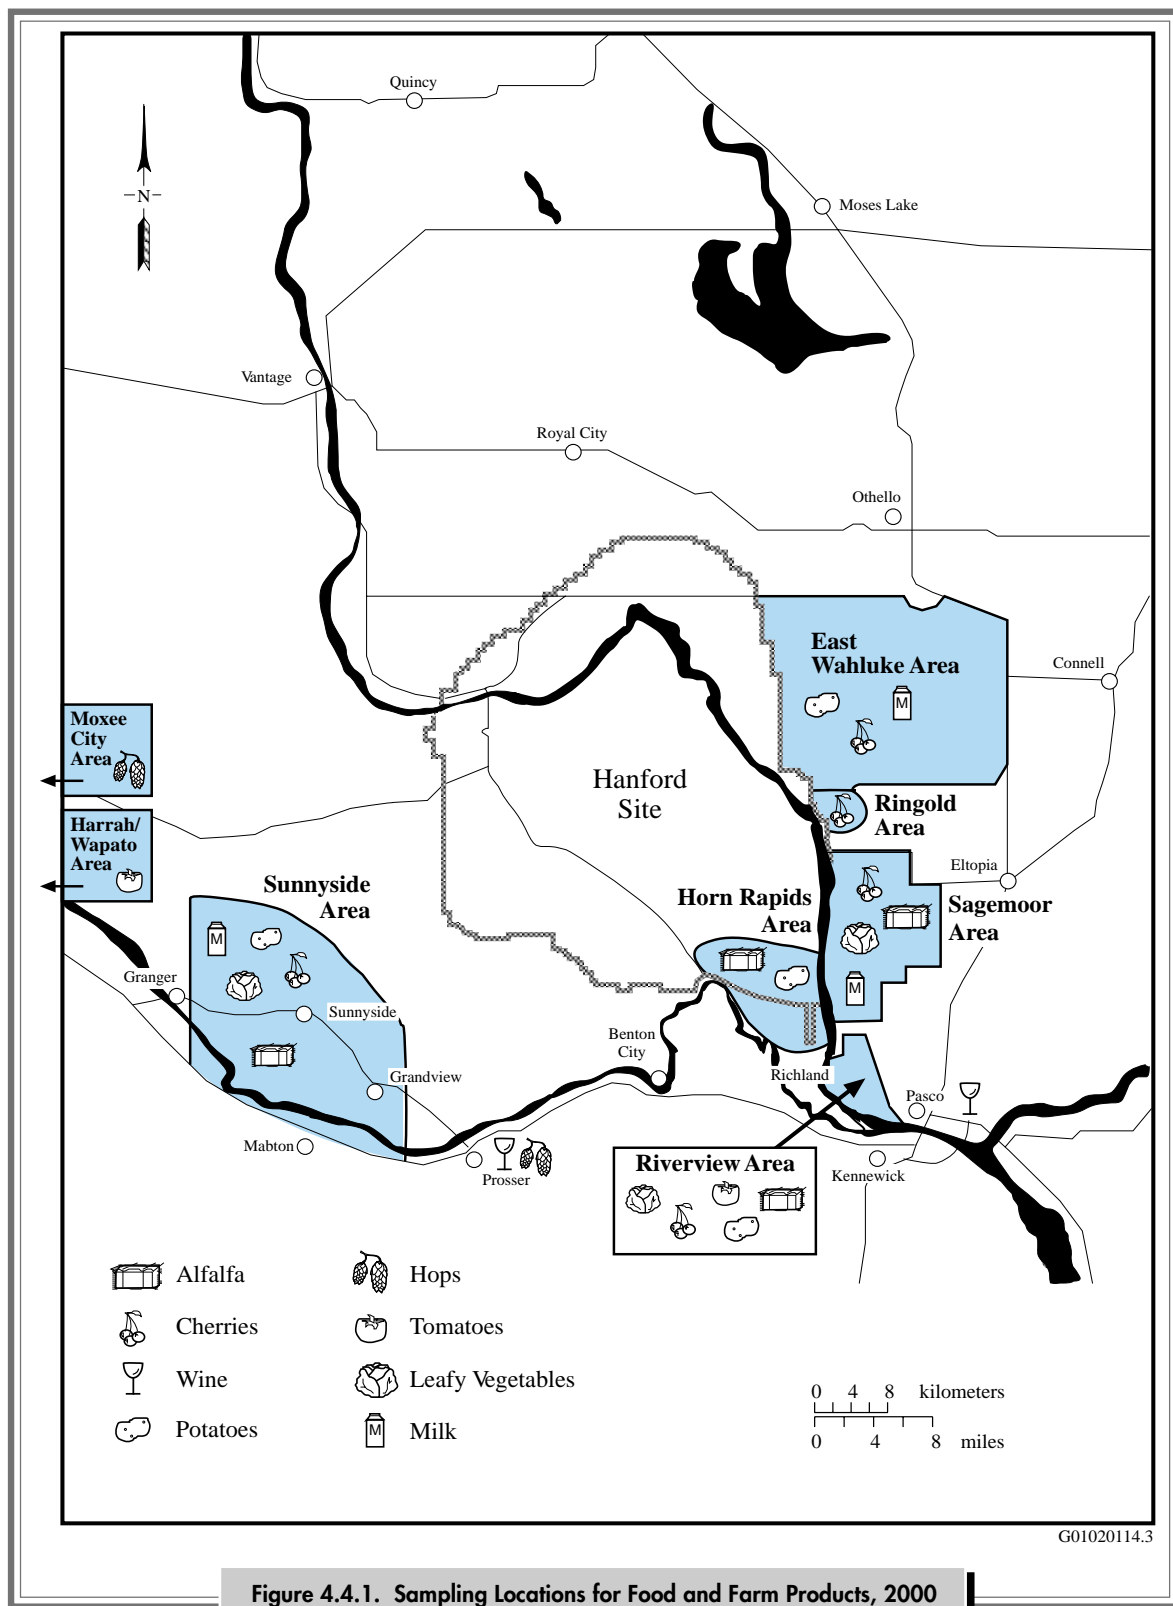 Quincy
N
Moses Lake
Vantage
Royal City
Othello
East
Wahluke Area
M
Connell
Moxee
City
Area
Hanford
Site
Ringold
Area
Harrah/
Wapato
Area
Sunnyside
Area
Eltopia
Horn Rapids
Area
Sagemoor
Area
M
M
Granger
Sunnyside
Benton
City
Richland
Grandview
Pasco
Mabton
Prosser
Riverview Area
Kennewick
Alfalfa
Hops
Cherries
Tomatoes
Wine
Leafy Vegetables
Potatoes
M
Milk
0 4 8 kilometers
0 4 8 miles
G01020114.3
Figure 4.4.1. Sampling Locations for Food and Farm Products, 2000